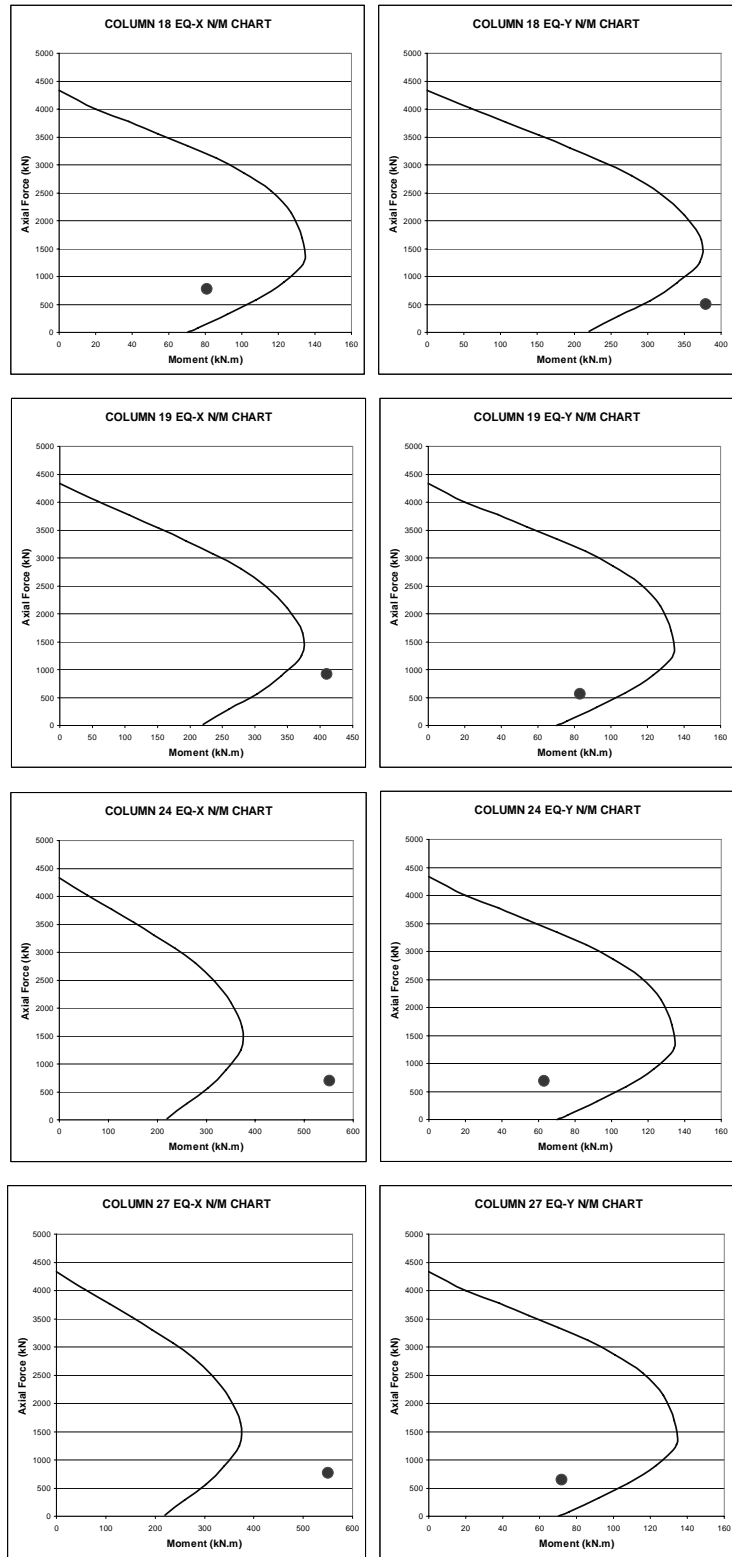 COLUMN 18 EQ-X N/M CHART
5000
4500
4000
3500
3000
2500
2000
1500
1000
500
0
Axial Force (kN)
0 20 40 60 80 100 120 140 160
Moment (kN.m)
COLUMN 18 EQ-Y N/M CHART
5000
4500
4000
3500
3000
2500
2000
1500
1000
500
0
Axial Force (kN)
0 50 100 150 200 250 300 350 400
Moment (kN.m)
COLUMN 19 EQ-X N/M CHART
5000
4500
4000
3500
3000
2500
2000
1500
1000
500
0
Axial Force (kN)
0 50 100 150 200 250 300 350 400 450
Moment (kN.m)
COLUMN 19 EQ-Y N/M CHART
5000
4500
4000
3500
3000
2500
2000
1500
1000
500
0
Axial Force (kN)
0 20 40 60 80 100 120 140 160
Moment (kN.m)
COLUMN 24 EQ-X N/M CHART
5000
4500
4000
3500
3000
2500
2000
1500
1000
500
0
Axial Force (kN)
0 100 200 300 400 500 600
Moment (kN.m)
COLUMN 24 EQ-Y N/M CHART
5000
4500
4000
3500
3000
2500
2000
1500
1000
500
0
Axial Force (kN)
0 20 40 60 80 100 120 140 160
Moment (kN.m)
COLUMN 27 EQ-X N/M CHART
5000
4500
4000
3500
3000
2500
2000
1500
1000
500
0
Axial Force (kN)
0 100 200 300 400 500 600
Moment (kN.m)
COLUMN 27 EQ-Y N/M CHART
5000
4500
4000
3500
3000
2500
2000
1500
1000
500
0
Axial Force (kN)
0 20 40 60 80 100 120 140 160
Moment (kN.m)